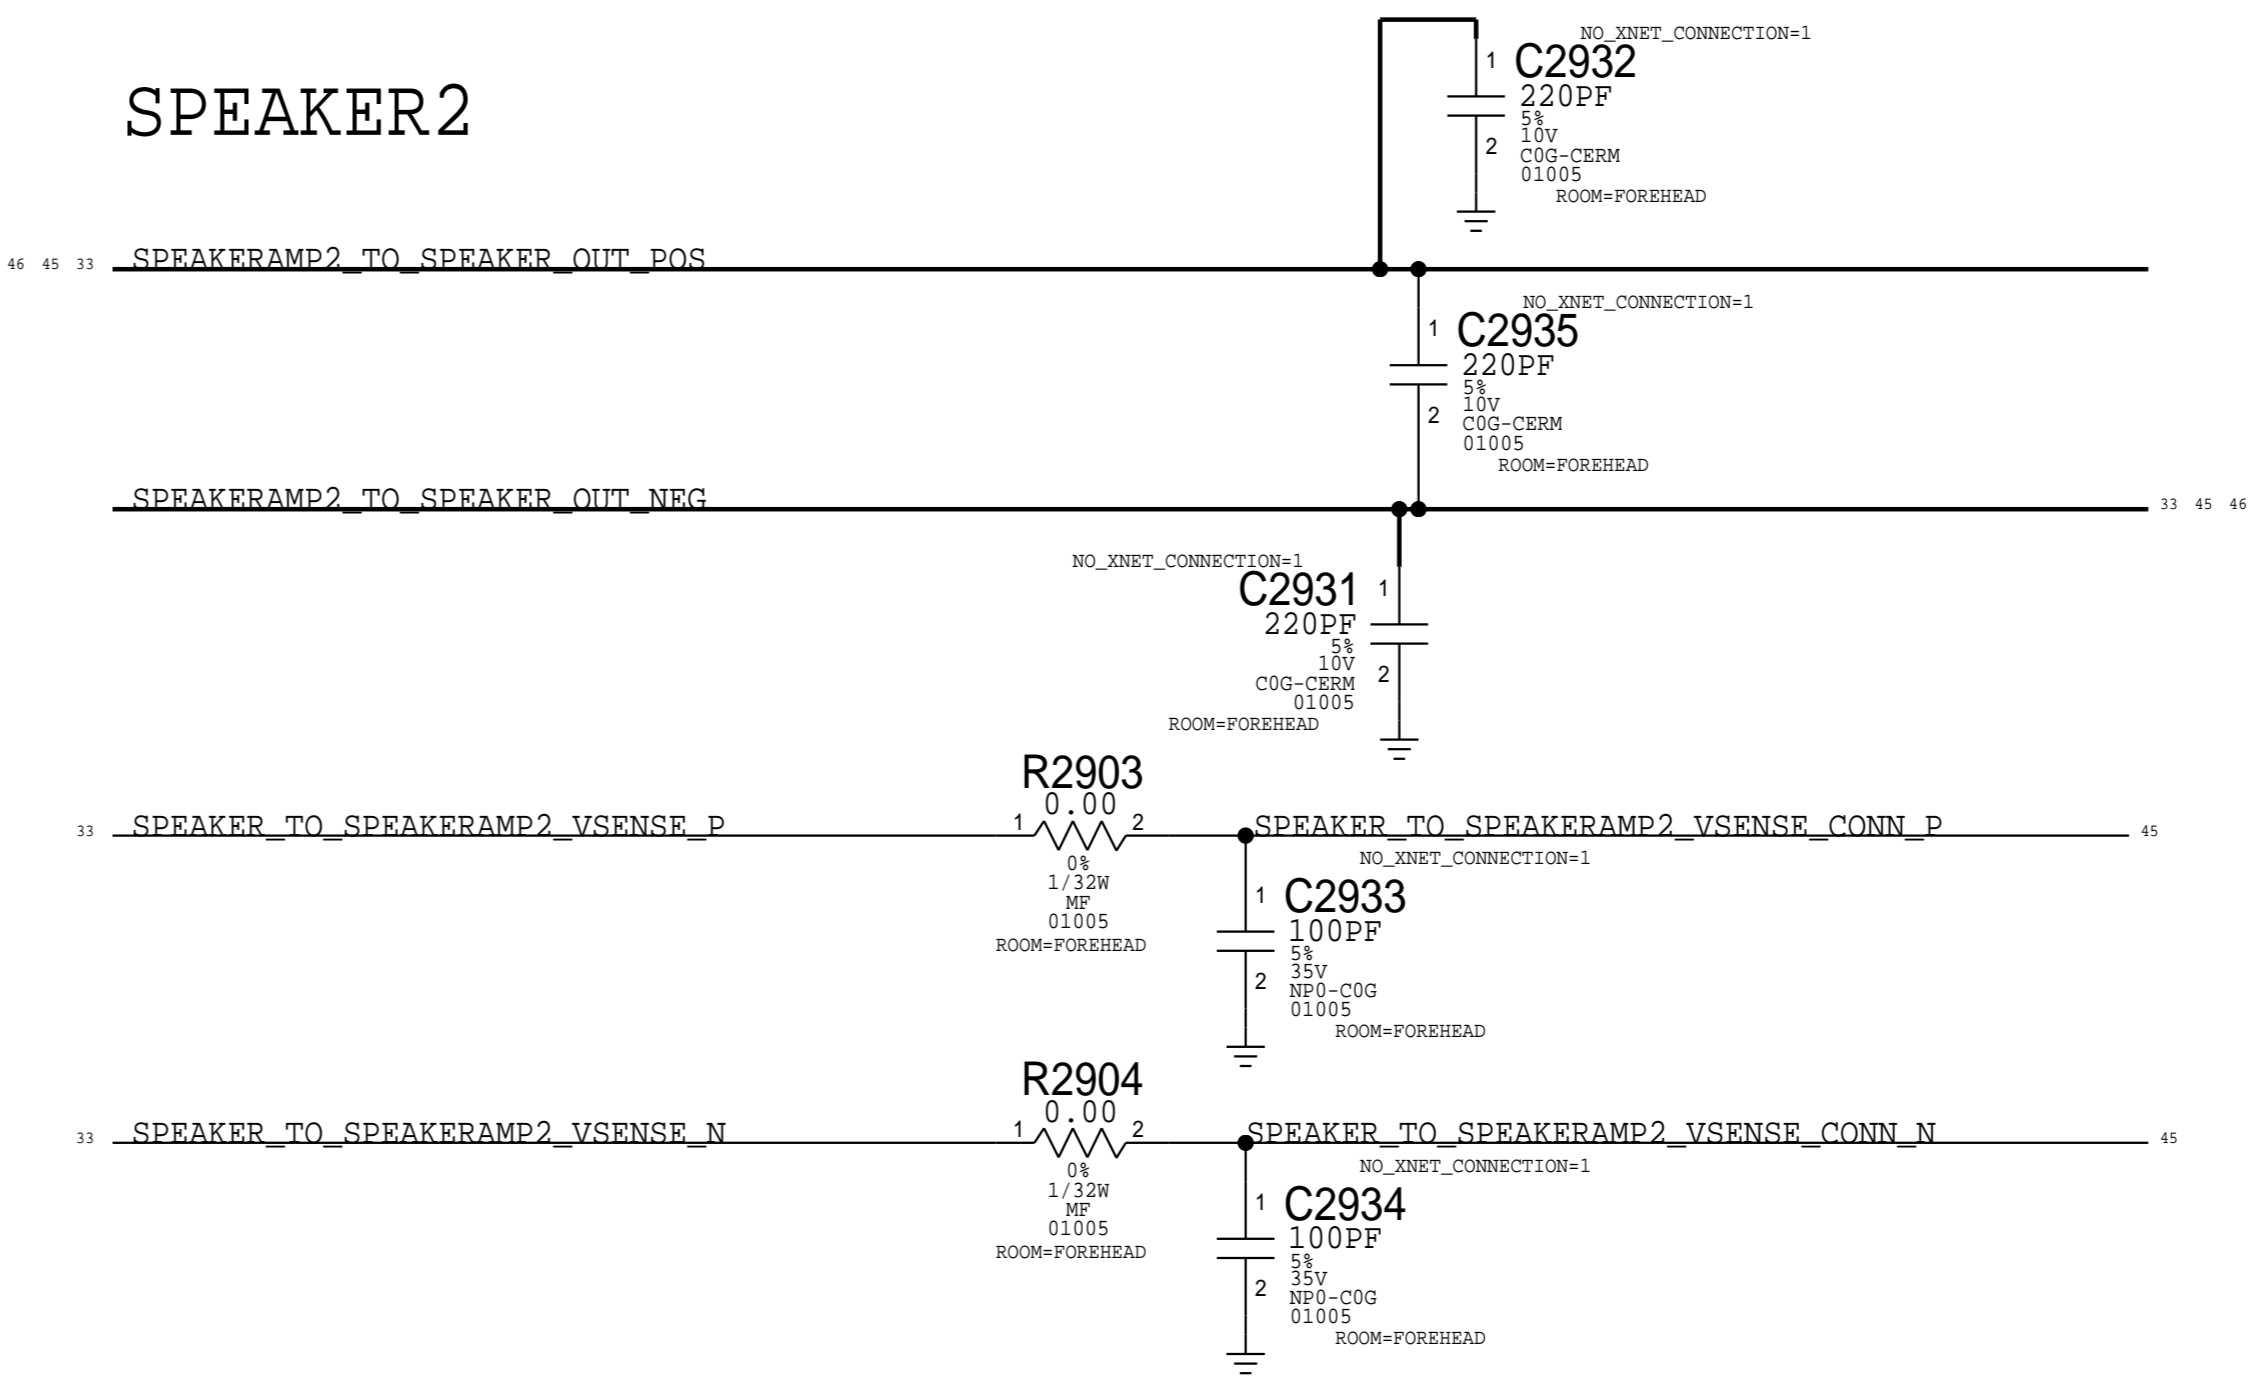 SPEAKER2
NO_XNET_CONNECTION=1
1
C2932
220PF
5%
10V
2
C0G-CERM
01005
ROOM=FOREHEAD
46 45 33
SPEAKERAMP2_TO_SPEAKER_OUT_POS
NO_XNET_CONNECTION=1
1
C2935
220PF
5%
10V
2
C0G-CERM
01005
ROOM=FOREHEAD
SPEAKERAMP2_TO_SPEAKER_OUT_NEG
33 45 46
NO_XNET_CONNECTION=1
C2931
1
220PF
5%
10V
2
C0G-CERM
01005
ROOM=FOREHEAD
R2903
0.00
33
SPEAKER_TO_SPEAKERAMP2_VSENSE_P
1
2
SPEAKER_TO_SPEAKERAMP2_VSENSE_CONN_P
45
0%
1/32W
MF
01005
ROOM=FOREHEAD
NO_XNET_CONNECTION=1
1
C2933
100PF
5%
35V
2
NP0-C0G
01005
ROOM=FOREHEAD
R2904
0.00
33
SPEAKER_TO_SPEAKERAMP2_VSENSE_N
1
2
SPEAKER_TO_SPEAKERAMP2_VSENSE_CONN_N
45
0%
1/32W
MF
01005
ROOM=FOREHEAD
NO_XNET_CONNECTION=1
1
C2934
100PF
5%
35V
2
NP0-C0G
01005
ROOM=FOREHEAD